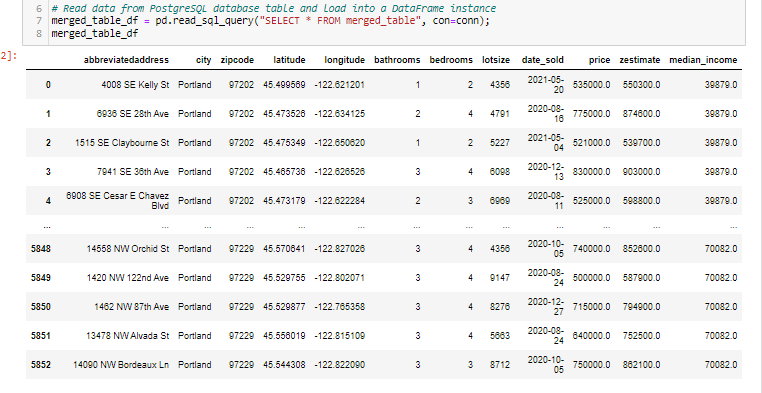 6 # Read data from PostgreSQL database table and load into a DataFrame instance
7 merged_table_df = pd.read_sql_query("SELECT * FROM merged_table", con=conn);
8 merged_table_df
2]:
abbreviatedaddress city zipcode latitude longitude bathrooms bedrooms lotsize date_sold price zestimate median_income
0 4008 SE Kelly St Portland 97202 45.499569 -122.621201 1 2 4356 2021-05-20 535000.0 550300.0 39879.0
1 6936 SE 28th Ave Portland 97202 45.473526 -122.634125 2 4 4791 2020-08-16 775000.0 874600.0 39879.0
2 1515 SE Claybourne St Portland 97202 45.475349 -122.650620 1 2 5227 2021-05-04 521000.0 539700.0 39879.0
3 7941 SE 36th Ave Portland 97202 45.465736 -122.626526 3 4 6098 2020-12-13 830000.0 903000.0 39879.0
4 6908 SE Cesar E Chavez Blvd Portland 97202 45.473179 -122.622284 2 3 6969 2020-08-11 525000.0 598800.0 39879.0
... ... ... ... ... ... ... ... ... ... ... ... ...
5848 14558 NW Orchid St Portland 97229 45.570641 -122.827026 3 4 4356 2020-10-05 740000.0 852600.0 70082.0
5849 1420 NW 122nd Ave Portland 97229 45.529755 -122.802071 3 4 9147 2020-08-24 500000.0 587900.0 70082.0
5850 1462 NW 87th Ave Portland 97229 45.529877 -122.765358 3 4 8276 2020-12-27 715000.0 794900.0 70082.0
5851 13478 NW Alvada St Portland 97229 45.556019 -122.815109 3 4 5663 2020-08-24 640000.0 752500.0 70082.0
5852 14090 NW Bordeaux Ln Portland 97229 45.544308 -122.822090 3 3 8712 2020-10-05 750000.0 862100.0 70082.0